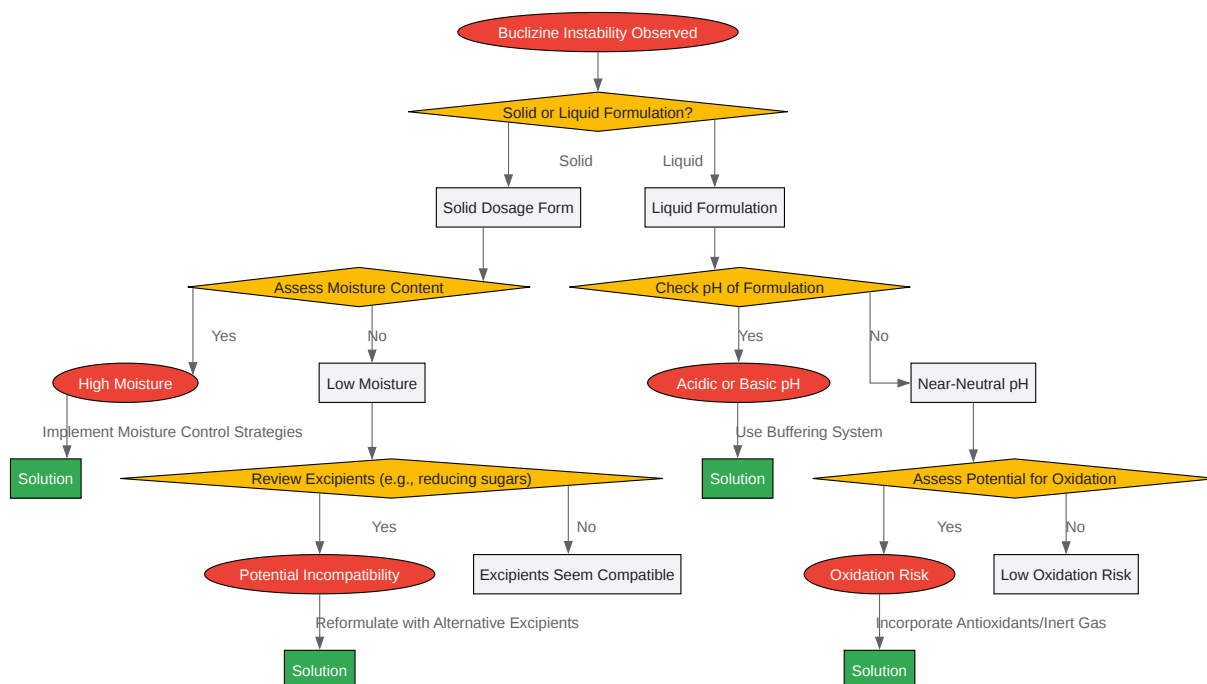 Buclizine Instability Observed
Solid or Liquid Formulation?
Solid
Liquid
Solid Dosage Form
Liquid Formulation
Assess Moisture Content
Check pH of Formulation
Yes
No
Yes
No
High Moisture
Low Moisture
Acidic or Basic pH
Near-Neutral pH
Implement Moisture Control Strategies
Use Buffering System
Solution
Review Excipients (e.g., reducing sugars)
Solution
Assess Potential for Oxidation
Yes
No
Yes
No
Potential Incompatibility
Excipients Seem Compatible
Oxidation Risk
Low Oxidation Risk
Reformulate with Alternative Excipients
Incorporate Antioxidants/Inert Gas
Solution
Solution